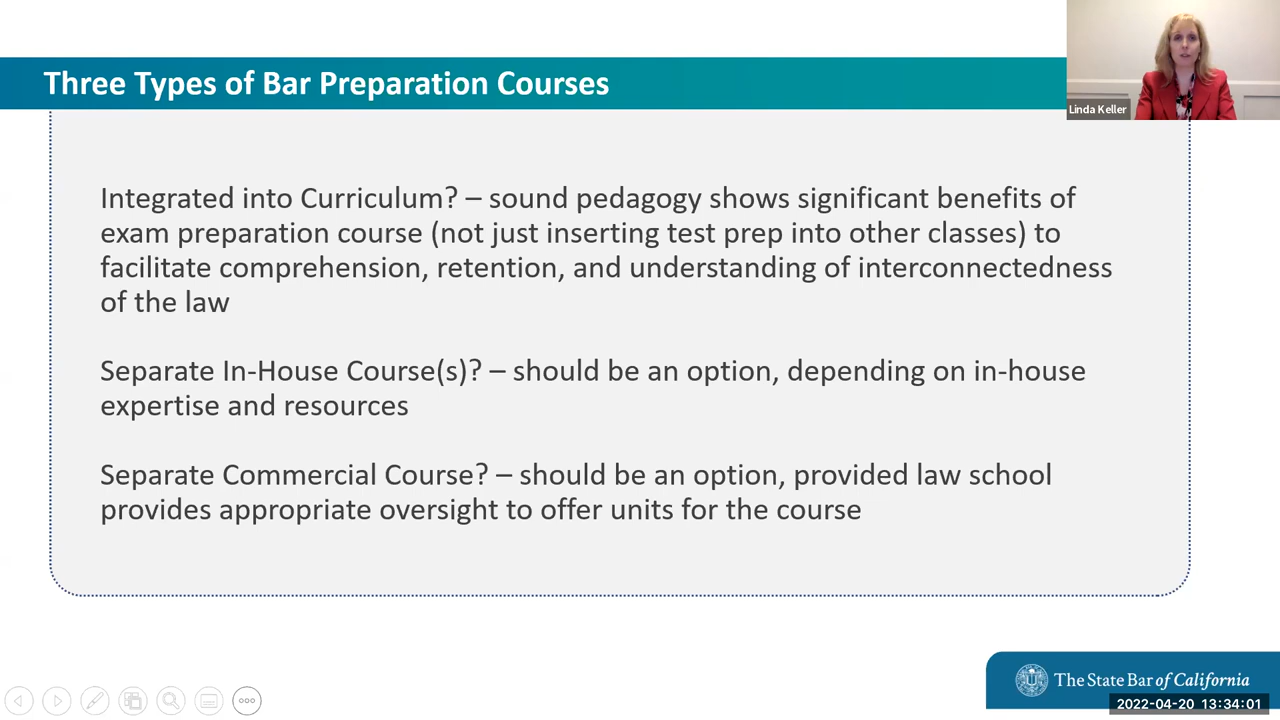 Three Types of Bar Preparation Courses
Linda Keller
Integrated into Curriculum? – sound pedagogy shows significant benefits of
exam preparation course (not just inserting test prep into other classes) to
facilitate comprehension, retention, and understanding of interconnectedness
of the law
Separate In-House Course(s)? – should be an option, depending on in-house
expertise and resources
Separate Commercial Course? – should be an option, provided law school
provides appropriate oversight to offer units for the course
The State Bar of California
2022-04-20 13:34:01